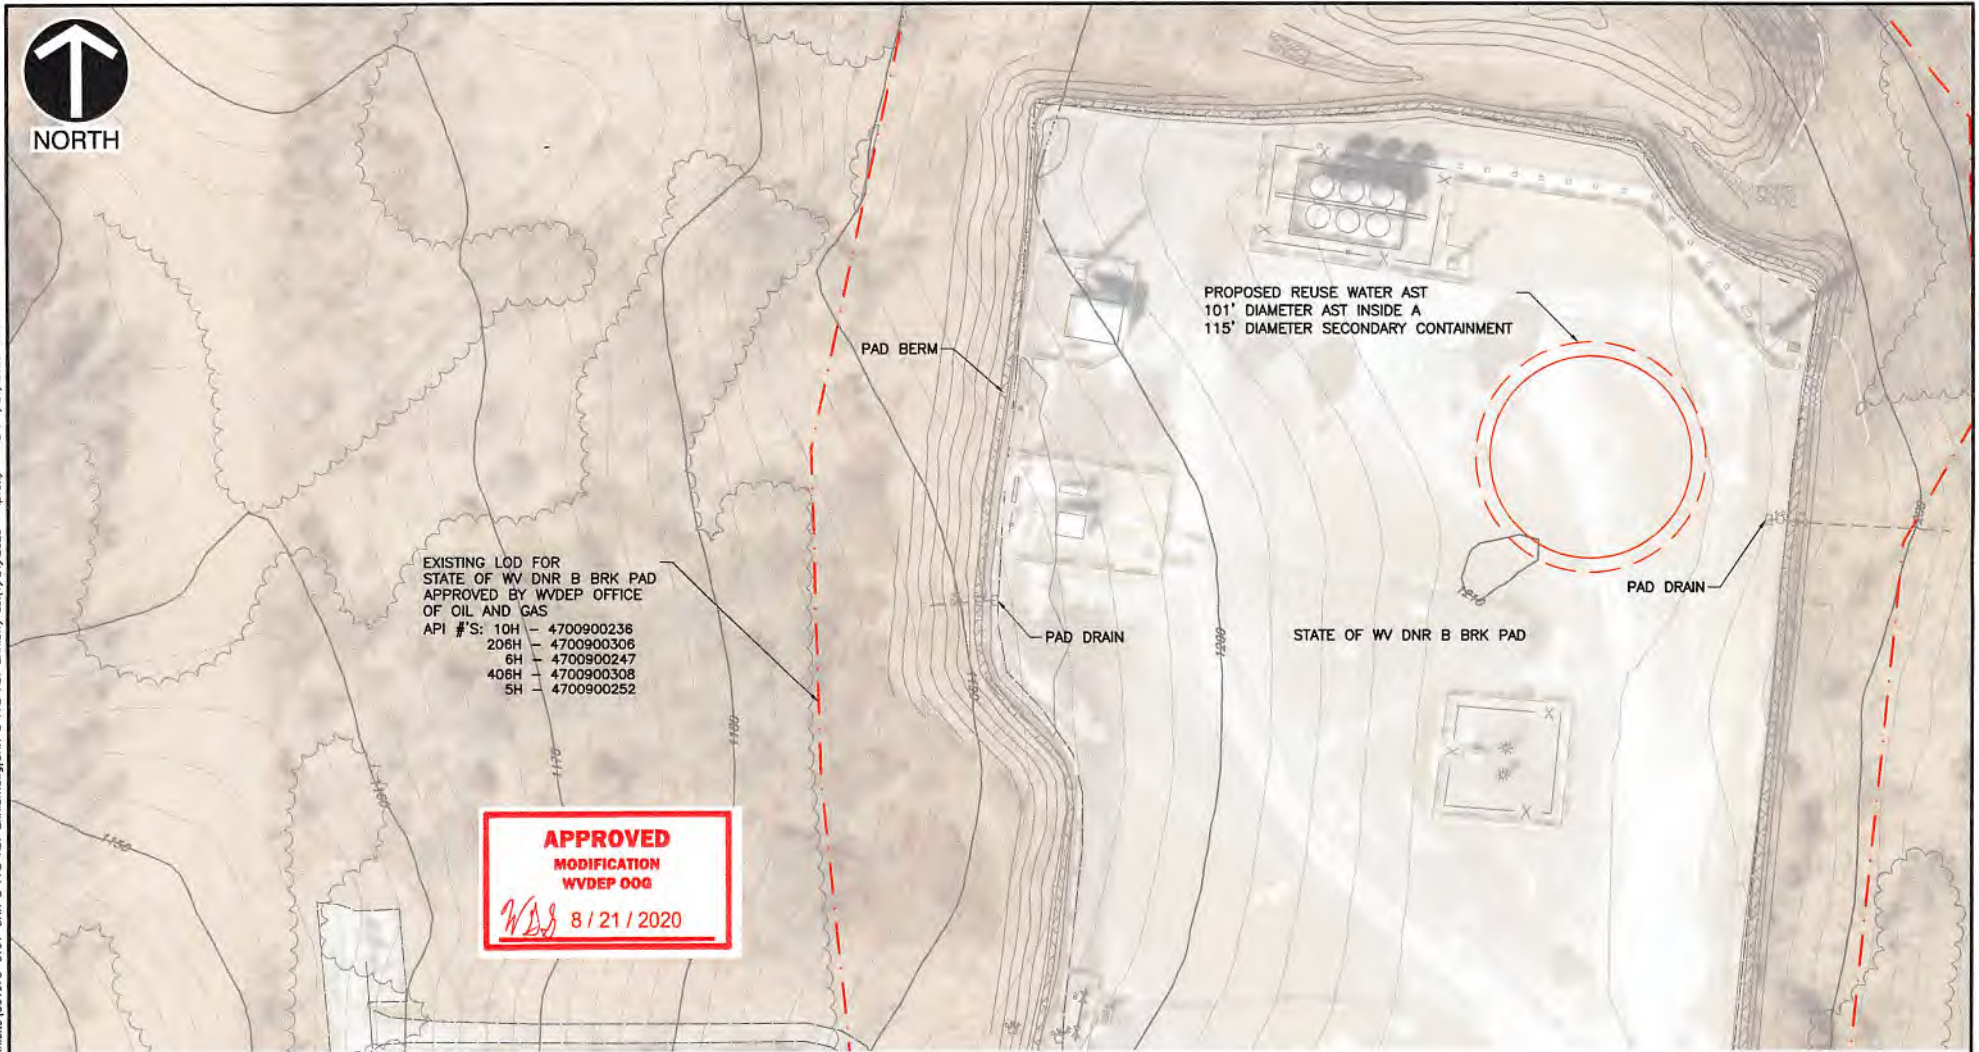 NORTH
PROPOSED REUSE WATER AST
101' DIAMETER AST INSIDE A
115' DIAMETER SECONDARY CONTAINMENT
PAD BERM
EXISTING LOD FOR
STATE OF WV DNR B BRK PAD
APPROVED BY WVDEP OFFICE
OF OIL AND GAS
API #'S: 10H - 4700900236
206H - 4700900306
6H - 4700900247
406H - 4700900308
5H - 4700900252
PAD DRAIN
PAD DRAIN
STATE OF WV DNR B BRK PAD
1210
1200
1200
1190
1180
1170
1160
1150
APPROVED
MODIFICATION
WVDEP OOG
WDS 8/21/2020